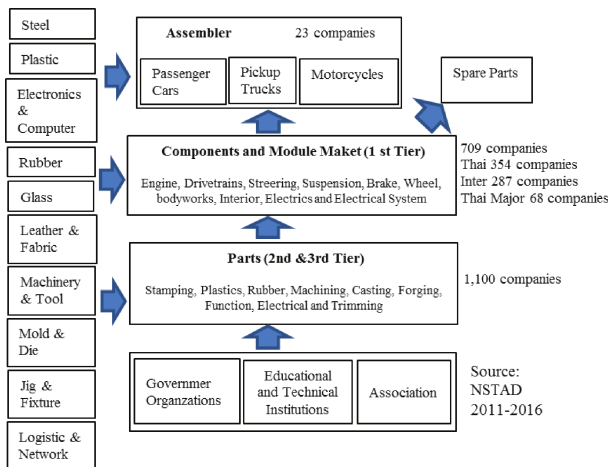 Steel
Plastic
Electronics
&
Computer
Rubber
Glass
Leather &
Fabric
Machinery
& Tool
Mold &
Die
Jig &
Fixture
Logistic &
Network
Assembler 23 companies
Passenger
Cars
Pickup
Trucks
Motorcycles
Spare Parts
Components and Module Maket (1 st Tier)
Engine, Drivetrains, Streering, Suspension, Brake, Wheel,
bodyworks, Interior, Electrics and Electrical System
709 companies
Thai 354 companies
Inter 287 companies
Thai Major 68 companies
Parts (2nd &3rd Tier)
Stamping, Plastics, Rubber, Machining, Casting, Forging,
Function, Electrical and Trimming
1,100 companies
Governmer
Organzations
Educational
and Technical
Institutions
Association
Source:
NSTAD
2011-2016